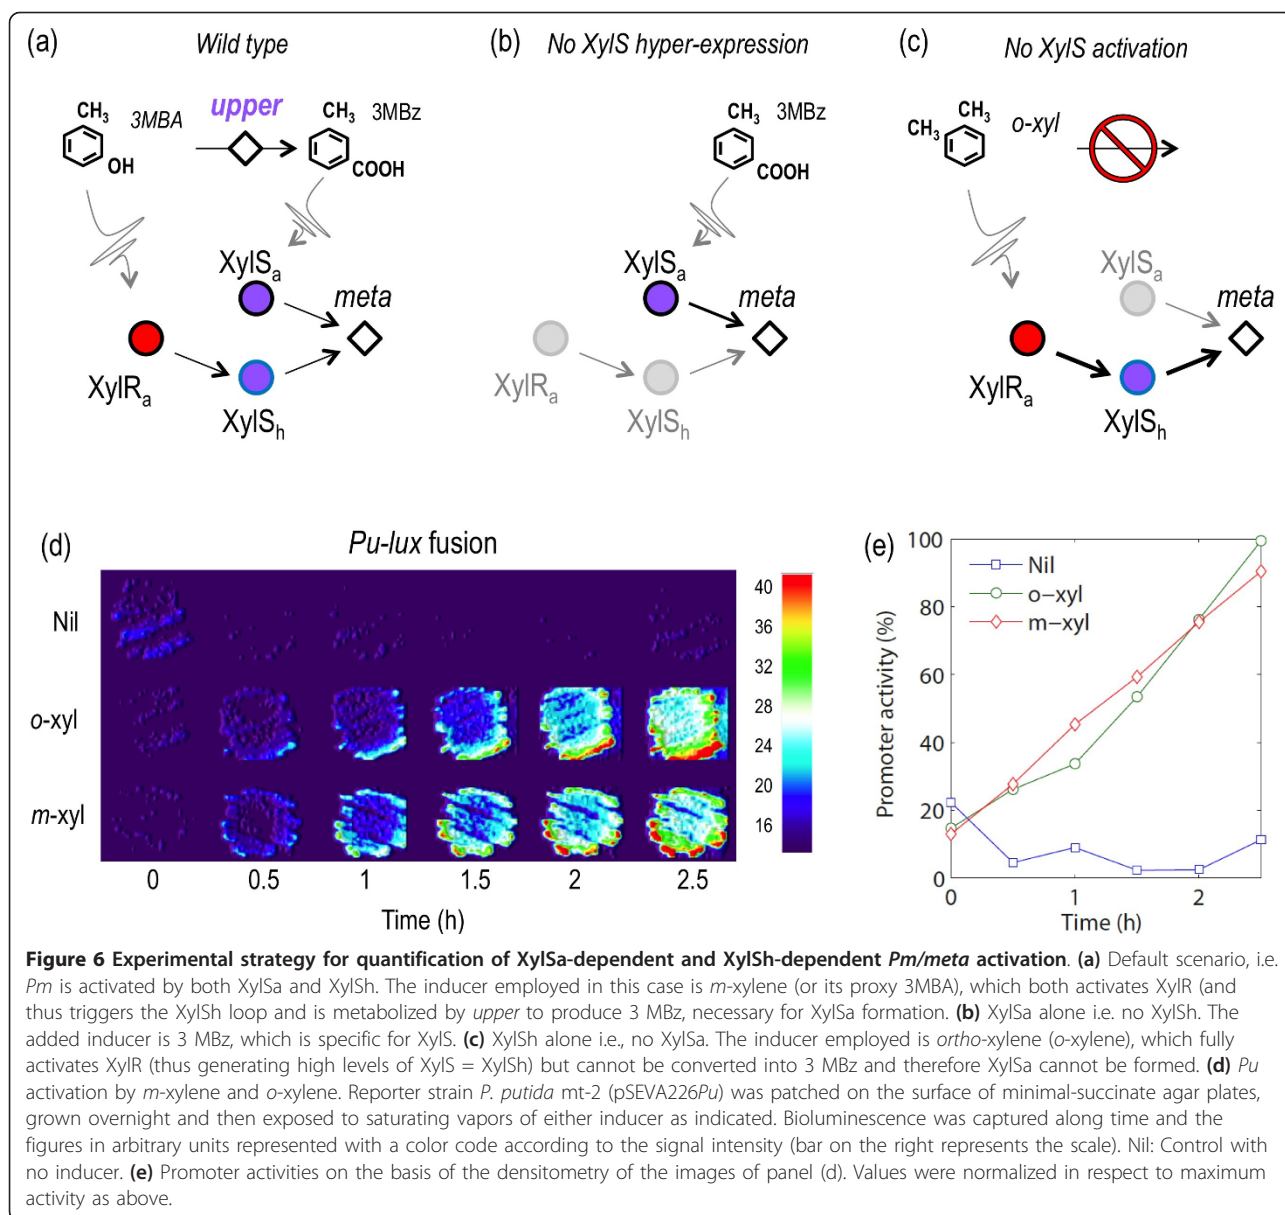 (a)
Wild type
CH3
3MBA
OH
upper
CH3
3MBz
COOH
XylSa
meta
XylRa
XylSh
(b)
No XylS hyper-expression
CH3
3MBz
COOH
XylSa
meta
XylRa
XylSh
(c)
No XylS activation
CH3
CH3
o-xyl
XylSa
meta
XylRa
XylSh
(d)
Pu-lux fusion
Nil
o-xyl
m-xyl
0 0.5 1 1.5 2 2.5
Time (h)
40
36
32
28
24
20
16
(e)
Promoter activity (%)
100
80
60
40
20
0
Nil
o-xyl
m-xyl
0 1 2
Time (h)
Figure 6 Experimental strategy for quantification of XylSa-dependent and XylSh-dependent Pm/meta activation. (a) Default scenario, i.e.
Pm is activated by both XylSa and XylSh. The inducer employed in this case is m-xylene (or its proxy 3MBA), which both activates XylR (and
thus triggers the XylSh loop and is metabolized by upper to produce 3 MBz, necessary for XylSa formation. (b) XylSa alone i.e. no XylSh. The
added inducer is 3 MBz, which is specific for XylS. (c) XylSh alone i.e., no XylSa. The inducer employed is ortho-xylene (o-xylene), which fully
activates XylR (thus generating high levels of XylS = XylSh) but cannot be converted into 3 MBz and therefore XylSa cannot be formed. (d) Pu
activation by m-xylene and o-xylene. Reporter strain P. putida mt-2 (pSEVA226Pu) was patched on the surface of minimal-succinate agar plates,
grown overnight and then exposed to saturating vapors of either inducer as indicated. Bioluminescence was captured along time and the
figures in arbitrary units represented with a color code according to the signal intensity (bar on the right represents the scale). Nil: Control with
no inducer. (e) Promoter activities on the basis of the densitometry of the images of panel (d). Values were normalized in respect to maximum
activity as above.